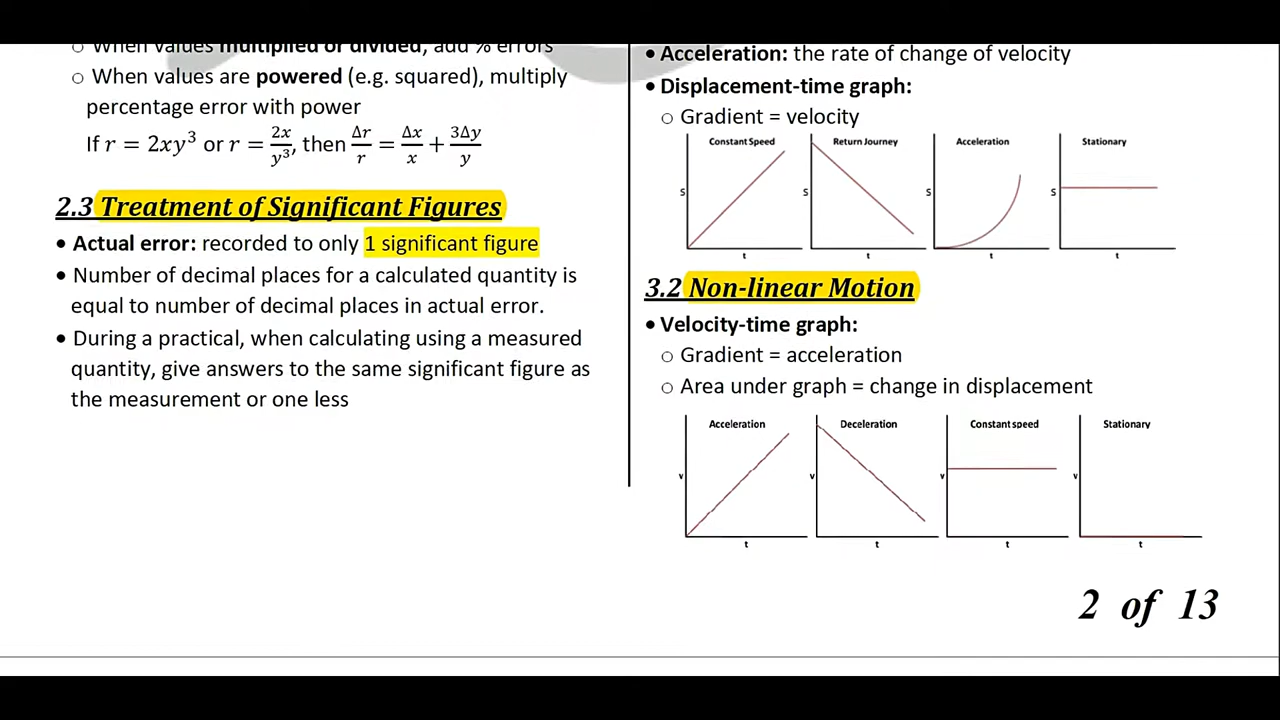 ○ When values multiplied or divided, add % errors
○ When values are powered (e.g. squared), multiply
percentage error with power
If r = 2xy³ or r = 2x/y³, then Δr/r = Δx/x + 3Δy/y
2.3 Treatment of Significant Figures
• Actual error: recorded to only 1 significant figure
• Number of decimal places for a calculated quantity is
equal to number of decimal places in actual error.
• During a practical, when calculating using a measured
quantity, give answers to the same significant figure as
the measurement or one less
• Acceleration: the rate of change of velocity
• Displacement-time graph:
○ Gradient = velocity
Constant Speed Return Journey Acceleration Stationary
S S S S
t t t t
3.2 Non-linear Motion
• Velocity-time graph:
○ Gradient = acceleration
○ Area under graph = change in displacement
Acceleration Deceleration Constant speed Stationary
v v v v
t t t t
2 of 13